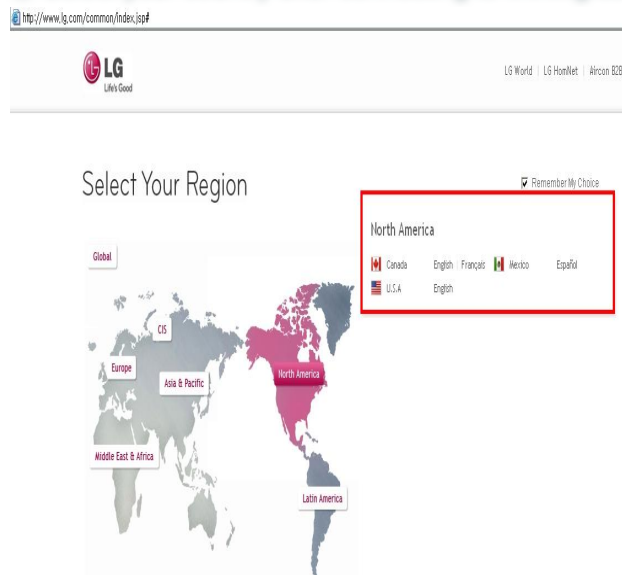 http://www.lg.com/common/index.jsp#
LG
Life's Good
LG World | LG HomNet | Aircon B2B
Select Your Region
Remember My Choice
North America
Canada English | Français Mexico Español
U.S.A English
Global
CIS
Europe
Asia & Pacific
North America
Middle East & Africa
Latin America